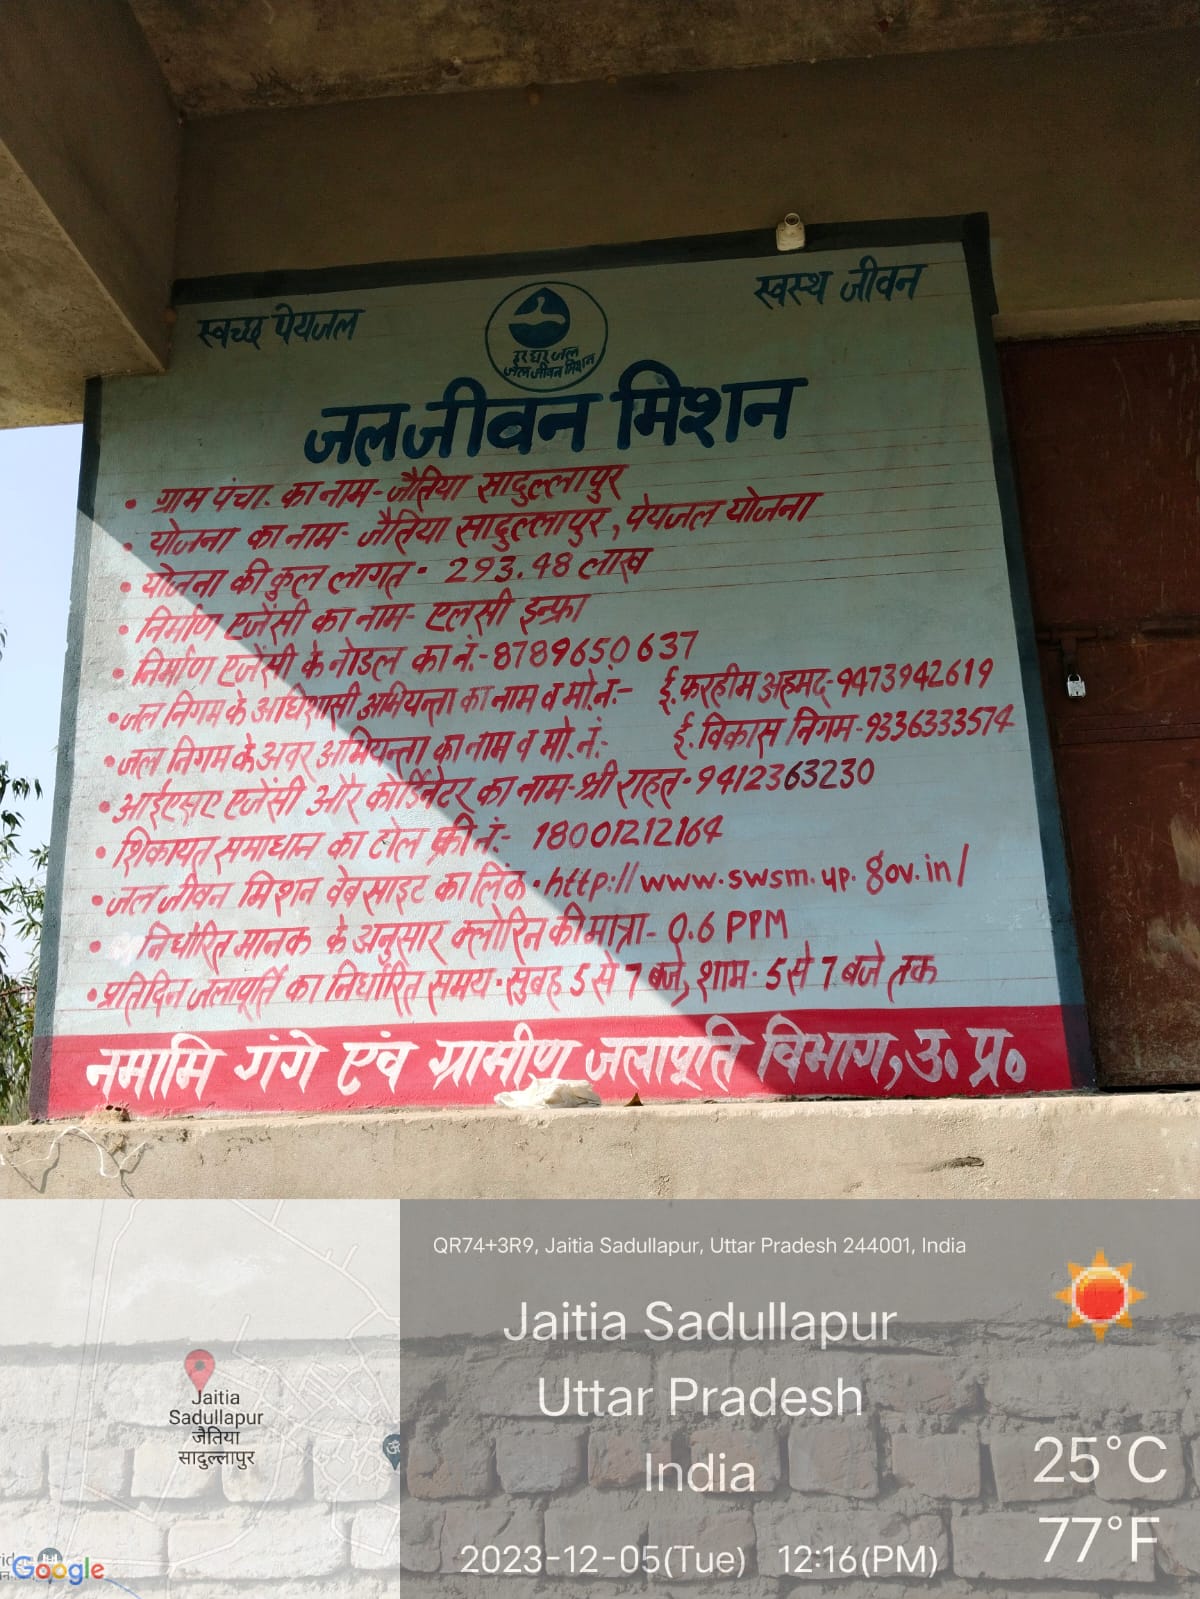 स्वच्छ पेयजल
स्वस्थ जीवन
हर घर जल
जल जीवन मिशन
जल जीवन मिशन
• ग्राम पंचा. का नाम- जैतिया सादुल्लापुर
• योजना का नाम- जैतिया सादुल्लापुर, पेयजल योजना
• योजना की कुल लागत - 293.48 लाख
• निर्माण एजेंसी का नाम- एलसी इन्फ्रा
• निर्माण एजेंसी के नोडल का नं.- 8789650637
• जल निगम के अधिशासी अभियन्ता का नाम व मो.नं:- ई.फरहीम अहमद-9473942619
• जल निगम के अवर अभियन्ता का नाम व मो.नं:- ई.विकास निगम-9336333574
• आईएसए एजेंसी और कोर्डिनेटर का नाम-श्री राहत-9412363230
• शिकायत समाधान का टोल फ्री नं:- 18001212164
• जल जीवन मिशन वेबसाइट का लिंक - http://www.swsm.up.gov.in/
• निर्धारित मानक के अनुसार क्लोरिन की मात्रा- 0.6 PPM
• प्रतिदिन जलापूर्ति का निर्धारित समय-सुबह 5 से 7 बजे, शाम- 5 से 7 बजे तक
नमामि गंगे एंव ग्रामीण जलापूर्ति विभाग, उ० प्र०
QR74+3R9, Jaitia Sadullapur, Uttar Pradesh 244001, India
Jaitia Sadullapur
Uttar Pradesh
India
25°C
77°F
2023-12-05(Tue) 12:16(PM)
Jaitia
Sadullapur
जैतिया
सादुल्लापुर
Google